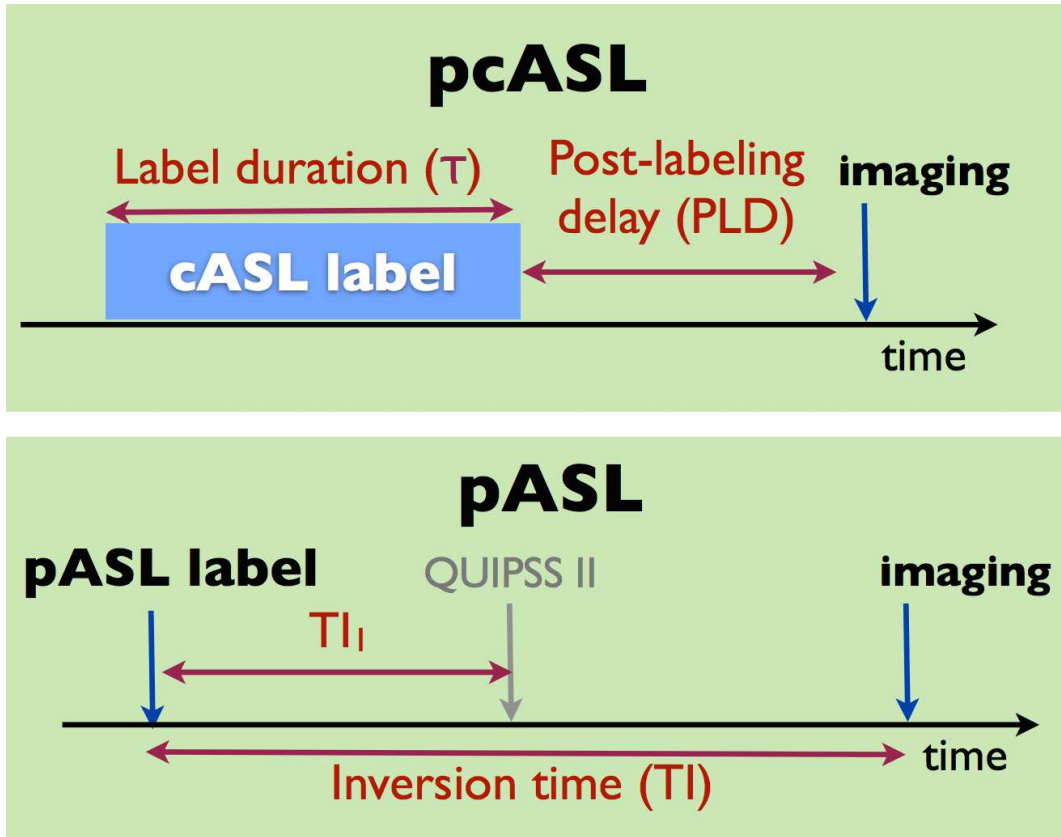 pcASL
Label duration (τ)
Post-labeling
delay (PLD)
imaging
cASL label
time
pASL
pASL label
QUIPSS II
imaging
TI₁
time
Inversion time (TI)